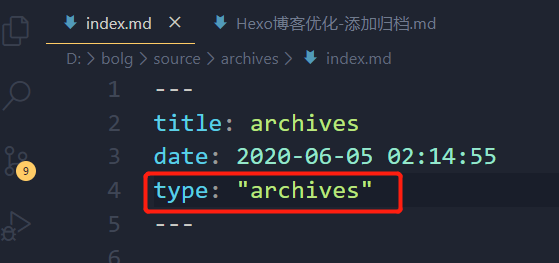 index.md × Hexo博客优化-添加归档.md
D: > bolg > source > archives > index.md
1 ---
2 title: archives
3 date: 2020-06-05 02:14:55
4 type: "archives"
5 ---
6
9